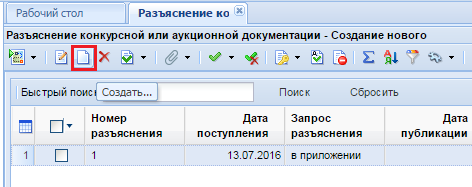 Рабочий стол
Разъяснение ко
Разъяснение конкурсной или аукционной документации - Создание нового
Быстрый поиск
Создать...
Поиск
Сбросить
Номер разъяснения
Дата поступления
Запрос разъяснения
Дата публикации
1 1 13.07.2016 в приложении